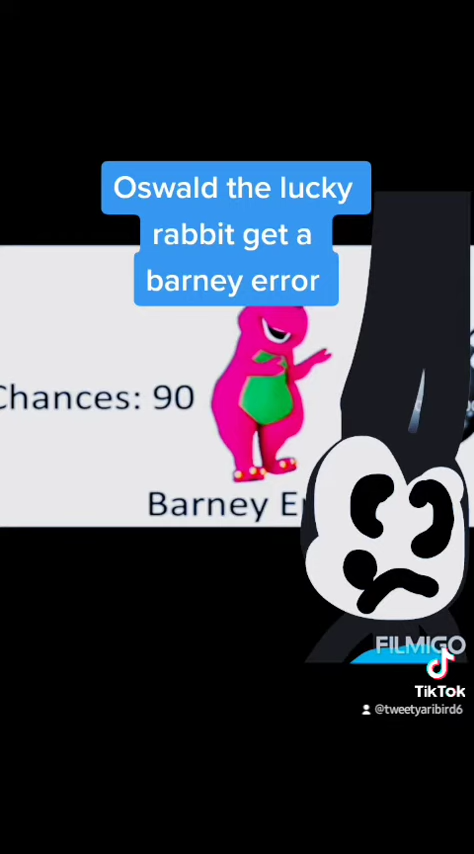 Oswald the lucky
rabbit get a
barney error
Chances: 90
Barney
FILMIGO
TikTok
@tweetyaribird6